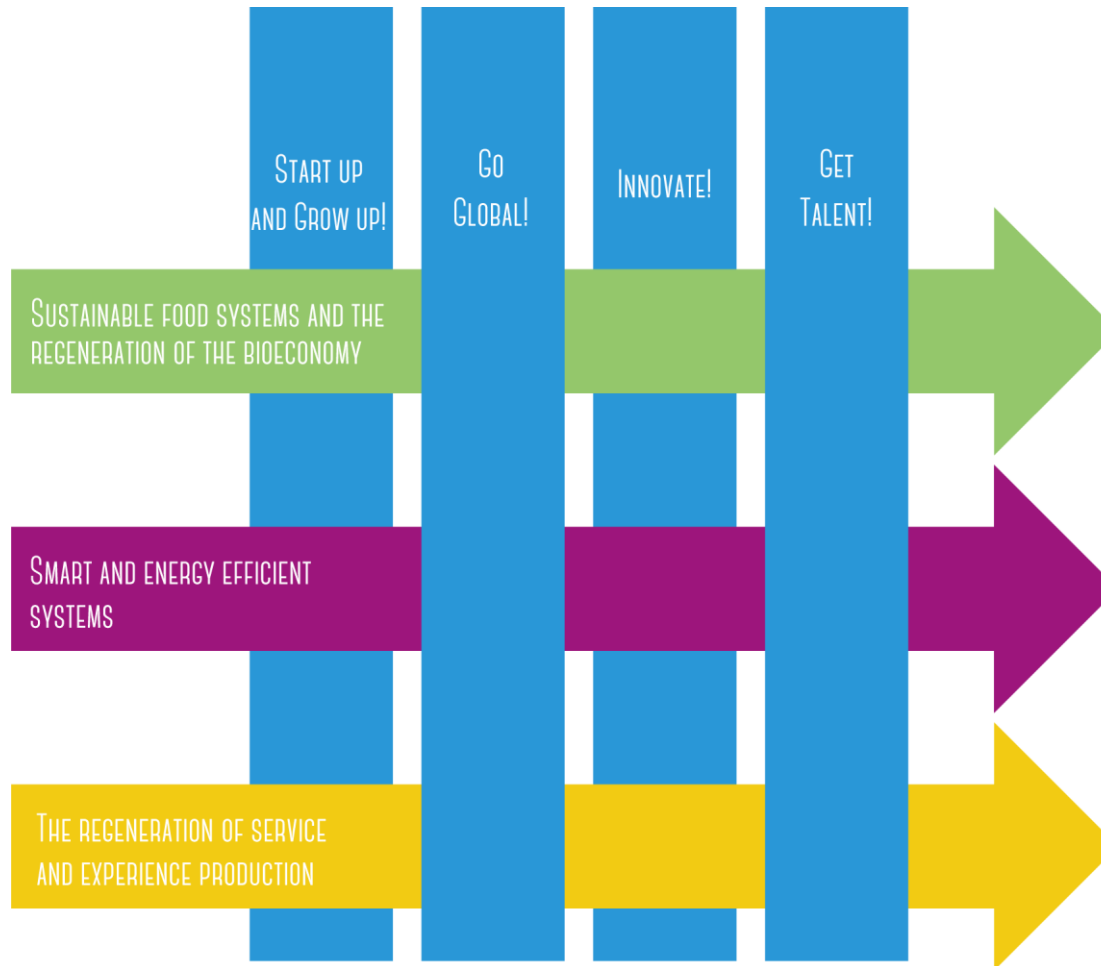 Start up
and Grow up!
Go
Global!
Innovate!
Get
Talent!
Sustainable food systems and the
regeneration of the bioeconomy
Smart and energy efficient
systems
The regeneration of service
and experience production